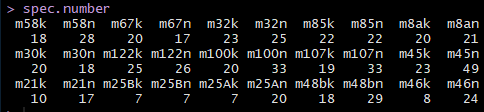 > spec.number
m58k m58n m67k m67n m32k m32n m85k m85n m8ak m8an
18 28 20 17 23 25 22 22 20 21
m30k m30n m122k m122n m100k m100n m107k m107n m45k m45n
20 18 25 26 20 33 19 33 23 49
m21k m21n m25Bk m25Bn m25Ak m25An m48bk m48bn m46k m46n
10 17 7 7 7 20 18 29 8 24